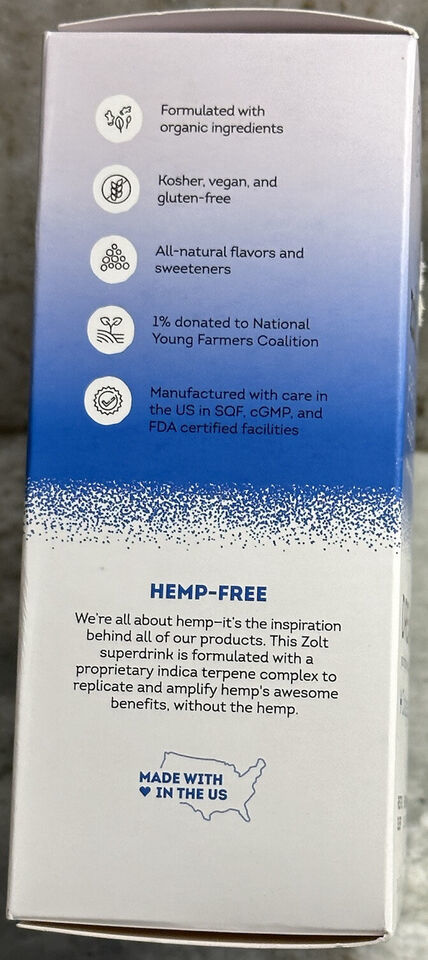 Formulated with
organic ingredients
Kosher, vegan, and
gluten-free
All-natural flavors and
sweeteners
1% donated to National
Young Farmers Coalition
Manufactured with care in
the US in SQF, cGMP, and
FDA certified facilities
HEMP-FREE
We're all about hemp—it's the inspiration
behind all of our products. This Zolt
superdrink is formulated with a
proprietary indica terpene complex to
replicate and amplify hemp's awesome
benefits, without the hemp.
MADE WITH
♥ IN THE US